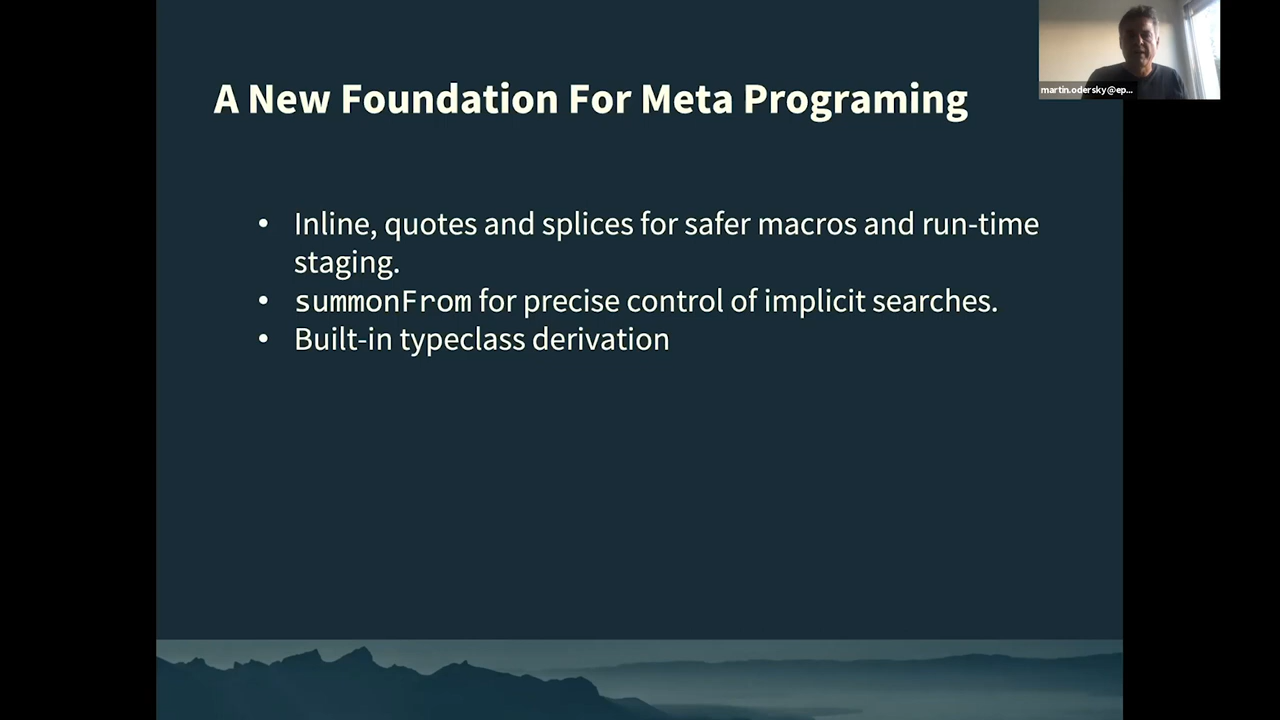 A New Foundation For Meta Programing
martin.odersky@ep...
• Inline, quotes and splices for safer macros and run-time
staging.
• summonFrom for precise control of implicit searches.
• Built-in typeclass derivation